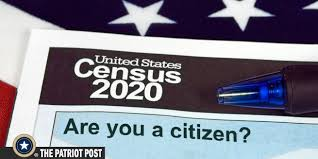 United States
Census
2020
Are you a citizen?
THE PATRIOT POST